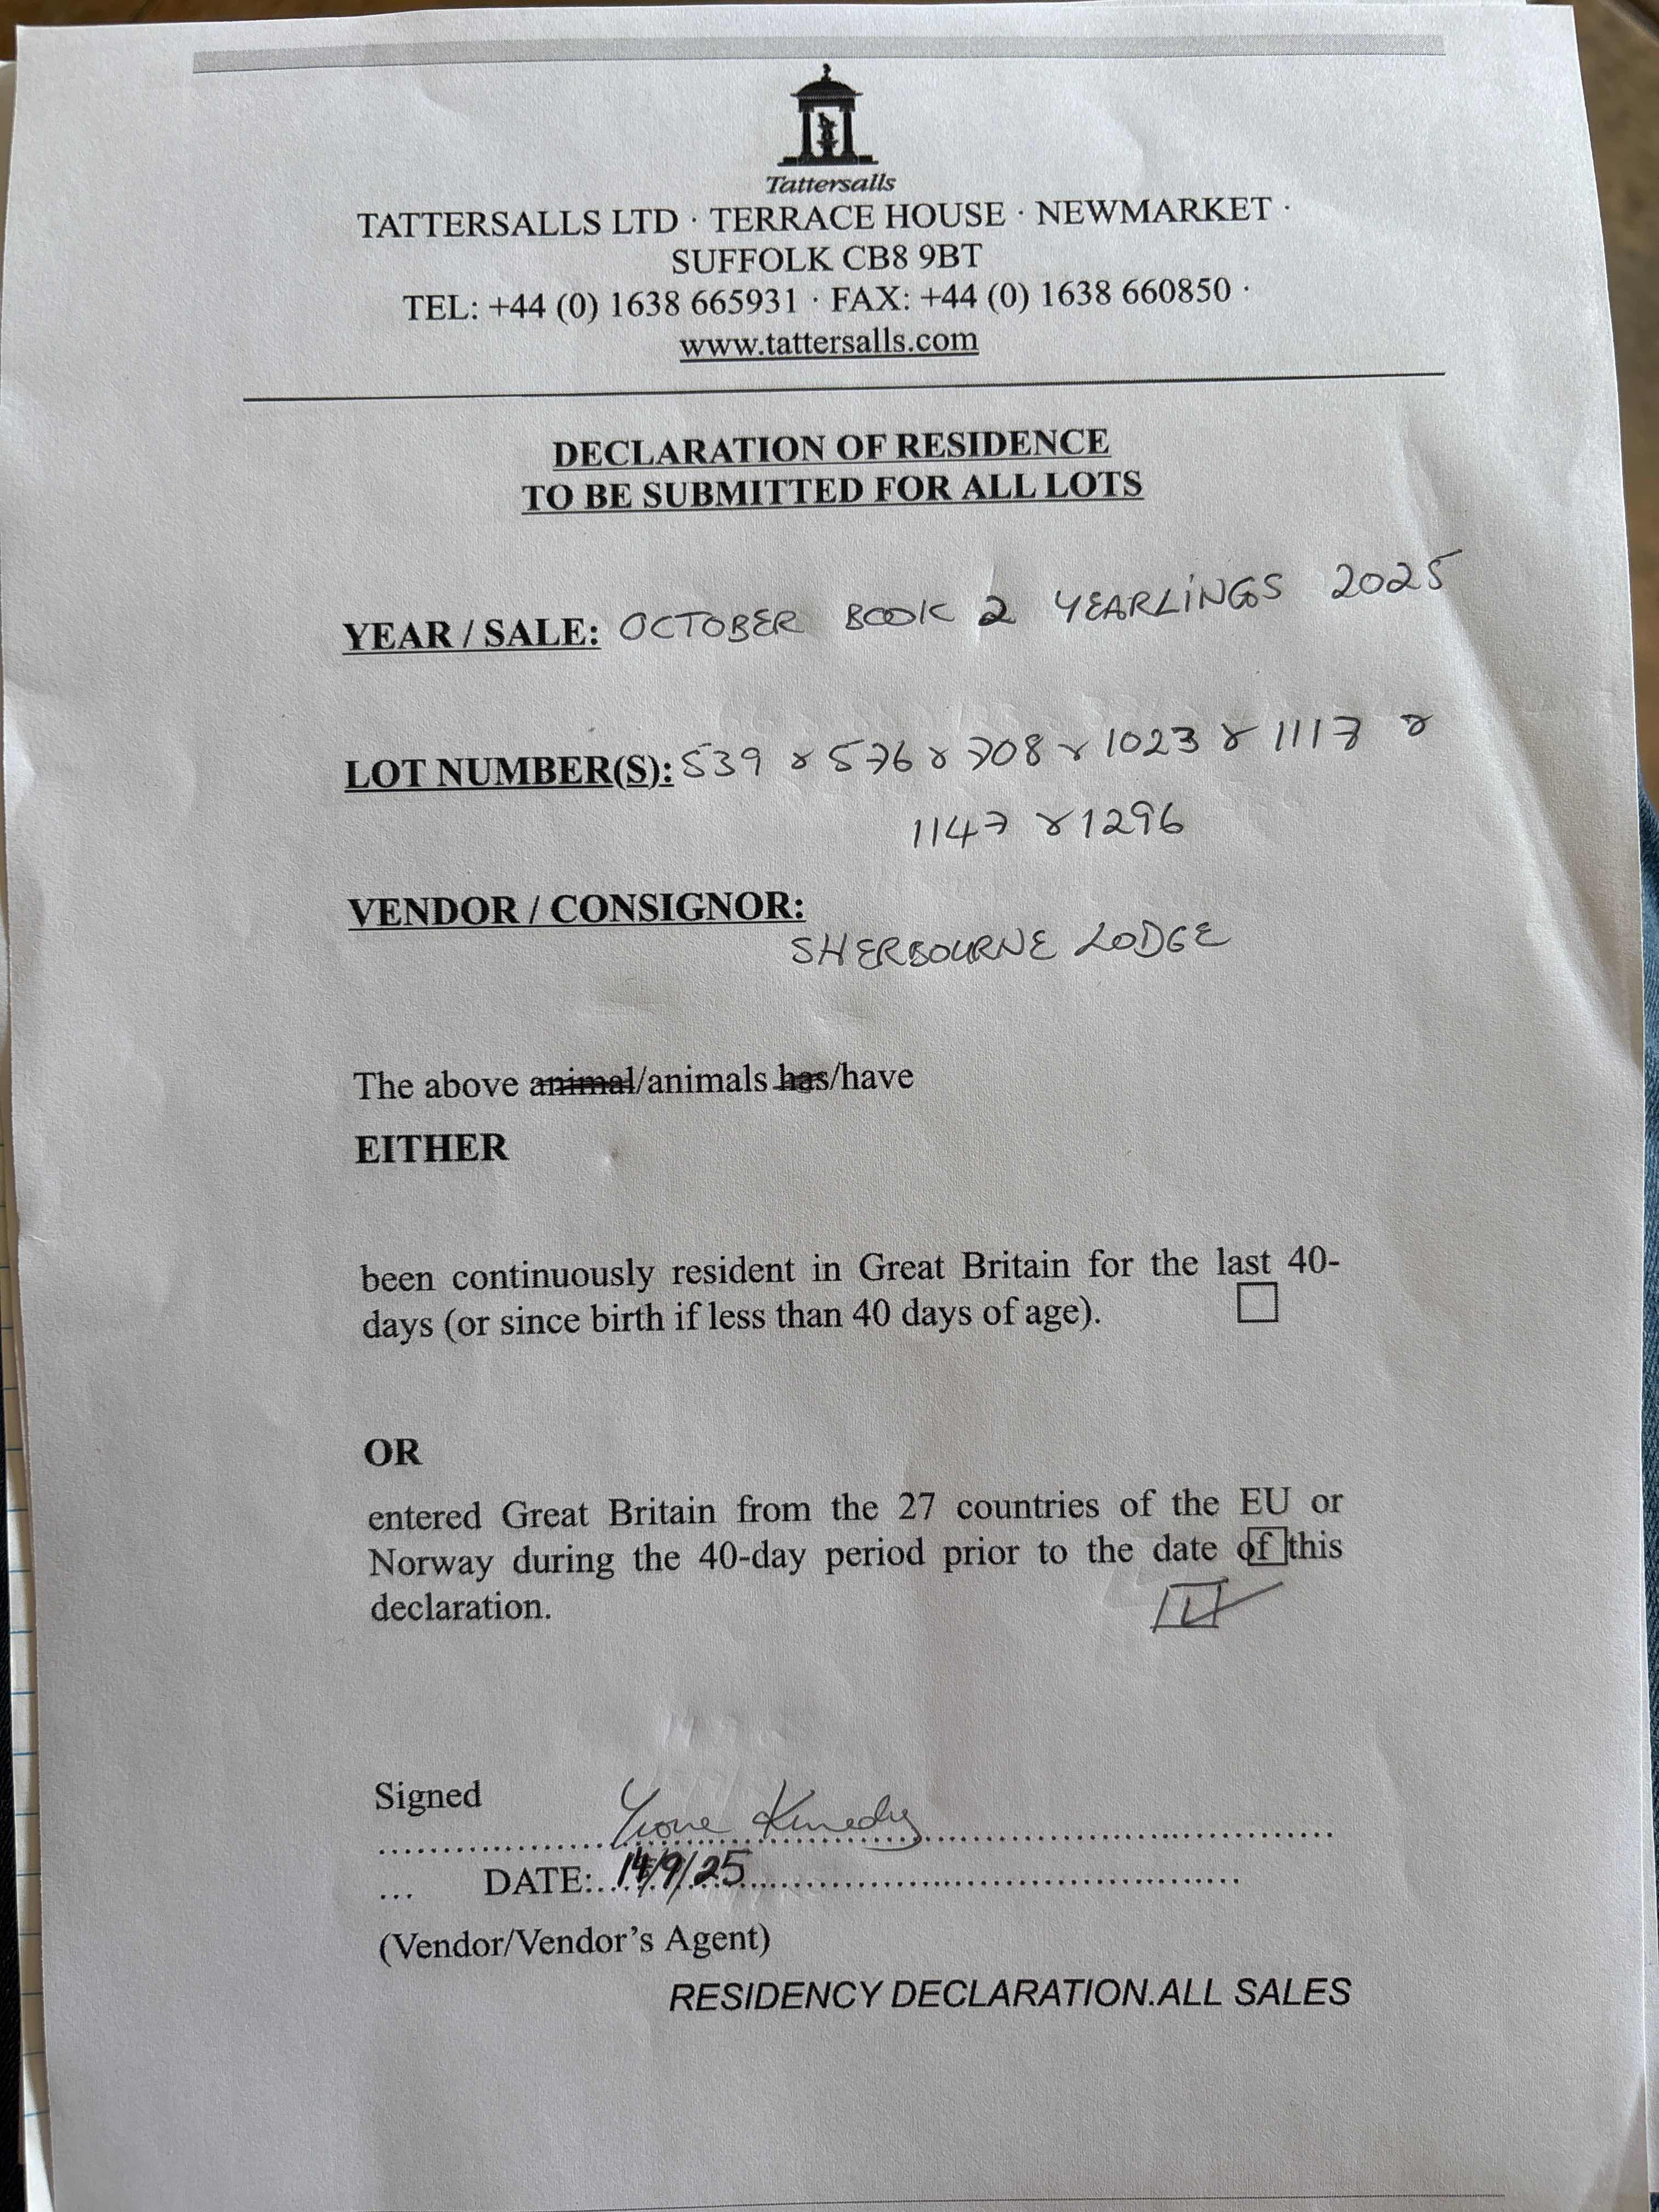 Tattersalls
TATTERSALLS LTD · TERRACE HOUSE · NEWMARKET ·
SUFFOLK CB8 9BT
TEL: +44 (0) 1638 665931 · FAX: +44 (0) 1638 660850 ·
www.tattersalls.com
DECLARATION OF RESIDENCE
TO BE SUBMITTED FOR ALL LOTS
YEAR / SALE: OCTOBER BOOK 2 YEARLINGS 2025
LOT NUMBER(S): 539 & 576 & 708 & 1023 & 1117 &
1147 & 1296
VENDOR / CONSIGNOR:
SHERBOURNE LODGE
The above animal/animals has/have
EITHER
been continuously resident in Great Britain for the last 40-
days (or since birth if less than 40 days of age).
OR
entered Great Britain from the 27 countries of the EU or
Norway during the 40-day period prior to the date of this
declaration.
Signed
Kennedy
... DATE:..14/9/25..........
(Vendor/Vendor's Agent)
RESIDENCY DECLARATION.ALL SALES